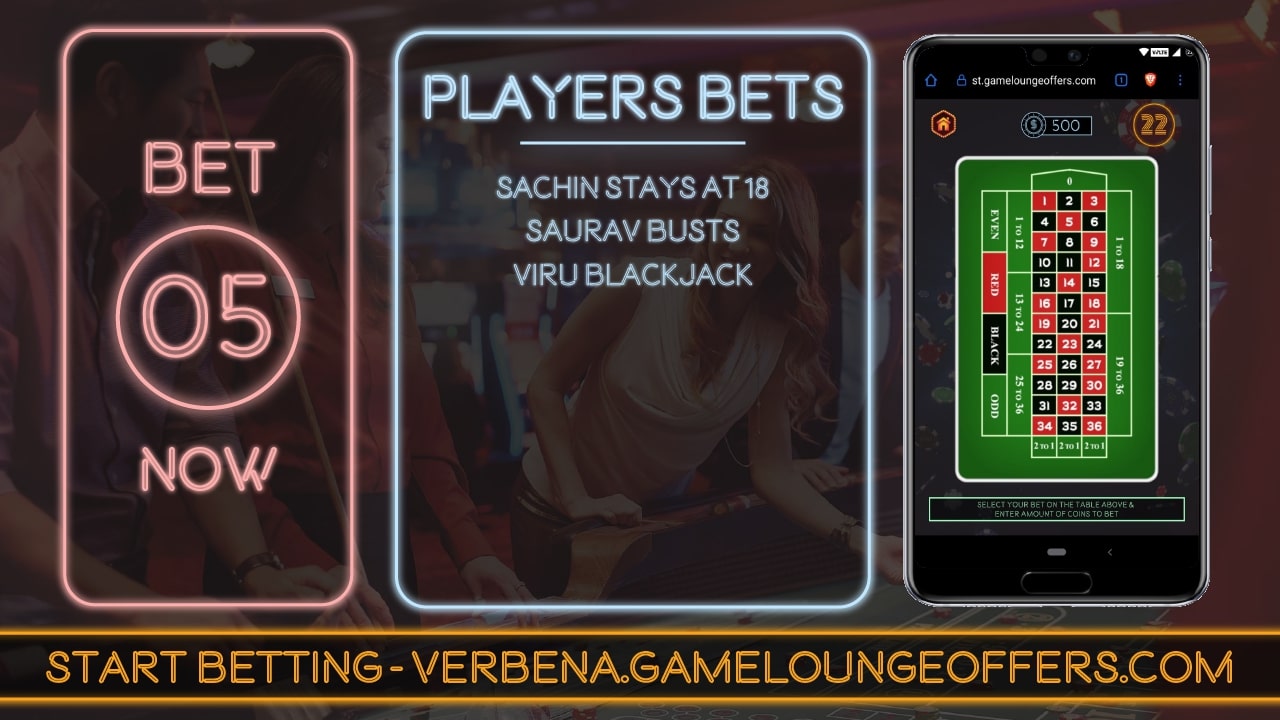 BET
05
NOW
PLAYERS BETS
SACHIN STAYS AT 18
SAURAV BUSTS
VIRU BLACKJACK
VoLTE
st.gameloungeoffers.com
1
$ 500
22
0
1 2 3
4 5 6
7 8 9
10 11 12
13 14 15
16 17 18
19 20 21
22 23 24
25 26 27
28 29 30
31 32 33
34 35 36
2 TO 1 2 TO 1 2 TO 1
EVEN
RED
BLACK
ODD
1 TO 12
13 TO 24
25 TO 36
1 TO 18
19 TO 36
SELECT YOUR BET ON THE TABLE ABOVE &
ENTER AMOUNT OF COINS TO BET
START BETTING - VERBENA.GAMELOUNGEOFFERS.COM